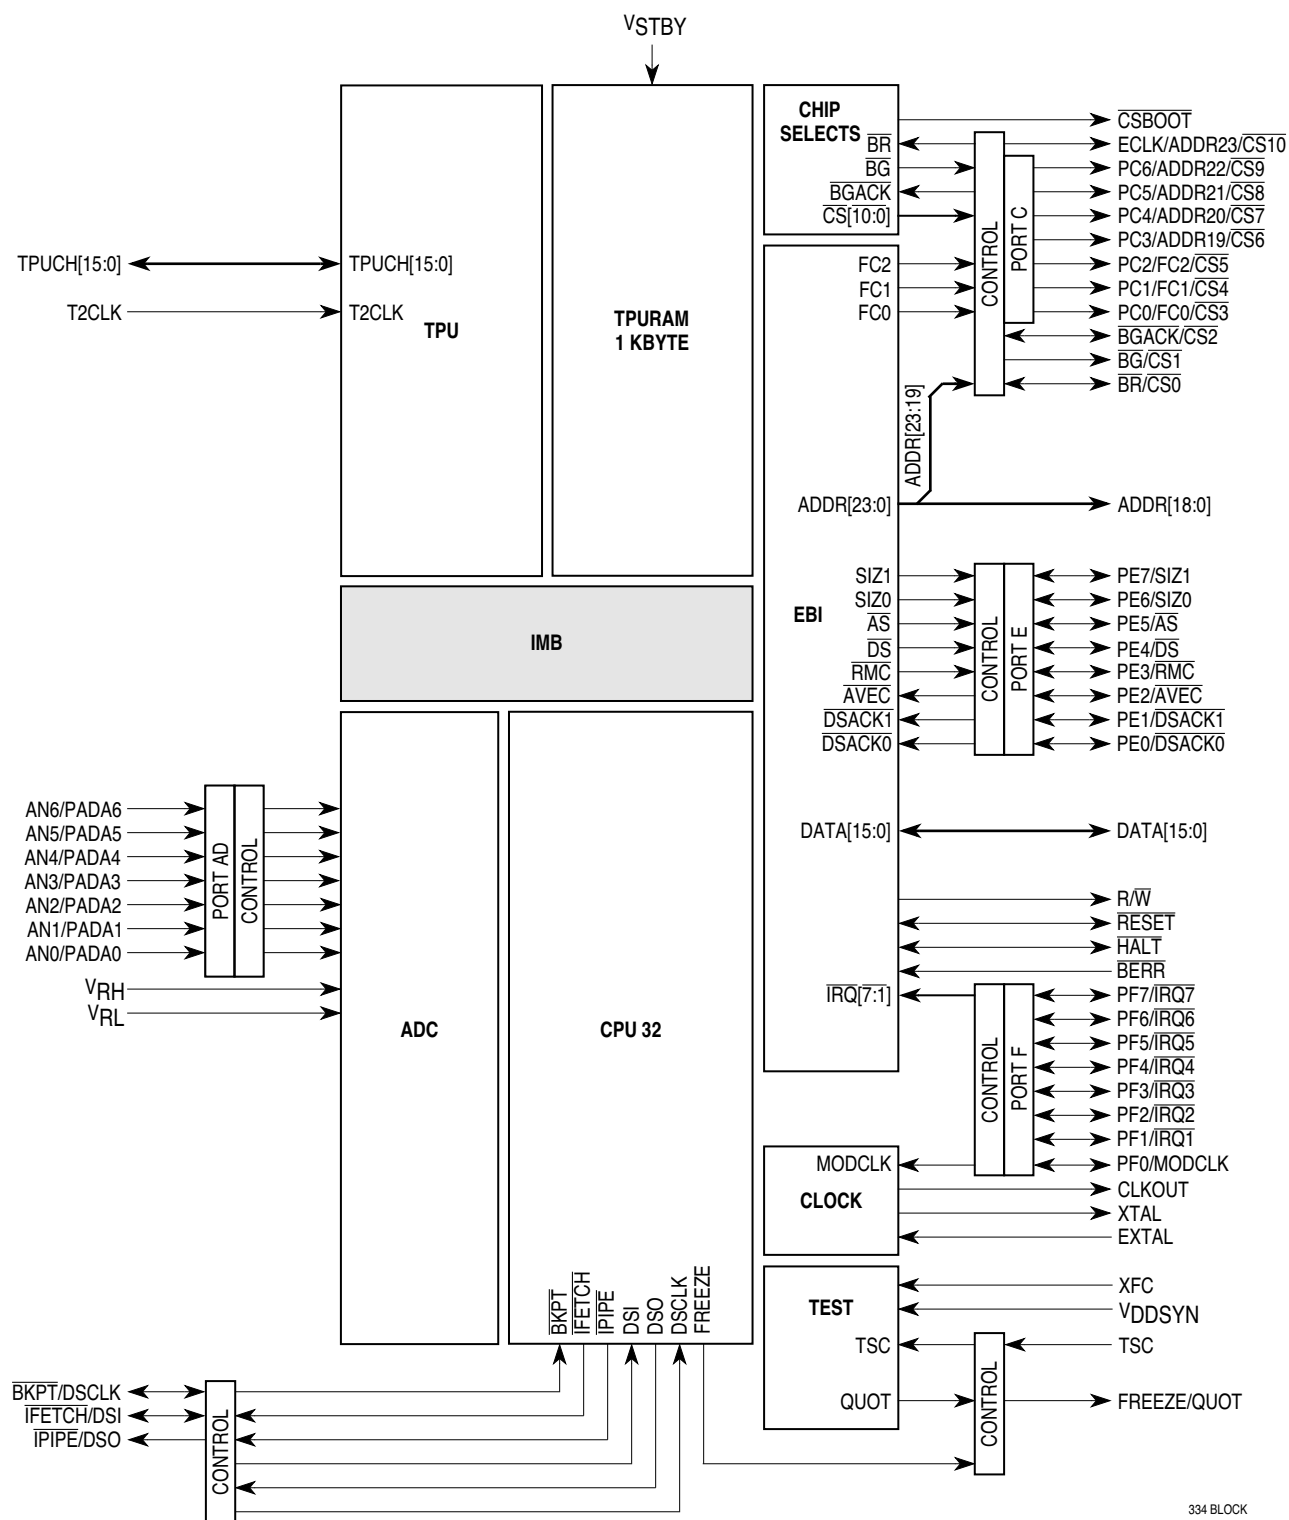 VSTBY
CHIP
SELECTS
BR
BG
BGACK
CS[10:0]
CONTROL
PORT C
CSBOOT
ECLK/ADDR23/CS10
PC6/ADDR22/CS9
PC5/ADDR21/CS8
PC4/ADDR20/CS7
PC3/ADDR19/CS6
PC2/FC2/CS5
PC1/FC1/CS4
PC0/FC0/CS3
BGACK/CS2
BG/CS1
BR/CS0
TPUCH[15:0]
T2CLK
TPUCH[15:0]
T2CLK
TPU
TPURAM
1 KBYTE
FC2
FC1
FC0
ADDR[23:19]
ADDR[23:0]
ADDR[18:0]
EBI
SIZ1
SIZ0
AS
DS
RMC
AVEC
DSACK1
DSACK0
CONTROL
PORT E
PE7/SIZ1
PE6/SIZ0
PE5/AS
PE4/DS
PE3/RMC
PE2/AVEC
PE1/DSACK1
PE0/DSACK0
IMB
AN6/PADA6
AN5/PADA5
AN4/PADA4
AN3/PADA3
AN2/PADA2
AN1/PADA1
AN0/PADA0
VRH
VRL
PORT AD
CONTROL
ADC
CPU 32
DATA[15:0]
DATA[15:0]
R/W
RESET
HALT
BERR
IRQ[7:1]
CONTROL
PORT F
PF7/IRQ7
PF6/IRQ6
PF5/IRQ5
PF4/IRQ4
PF3/IRQ3
PF2/IRQ2
PF1/IRQ1
PF0/MODCLK
MODCLK
CLOCK
CLKOUT
XTAL
EXTAL
TEST
XFC
VDDSYN
TSC
TSC
QUOT
CONTROL
FREEZE/QUOT
BKPT
IFETCH
IPIPE
DSI
DSO
DSCLK
FREEZE
BKPT/DSCLK
IFETCH/DSI
IPIPE/DSO
CONTROL
334 BLOCK